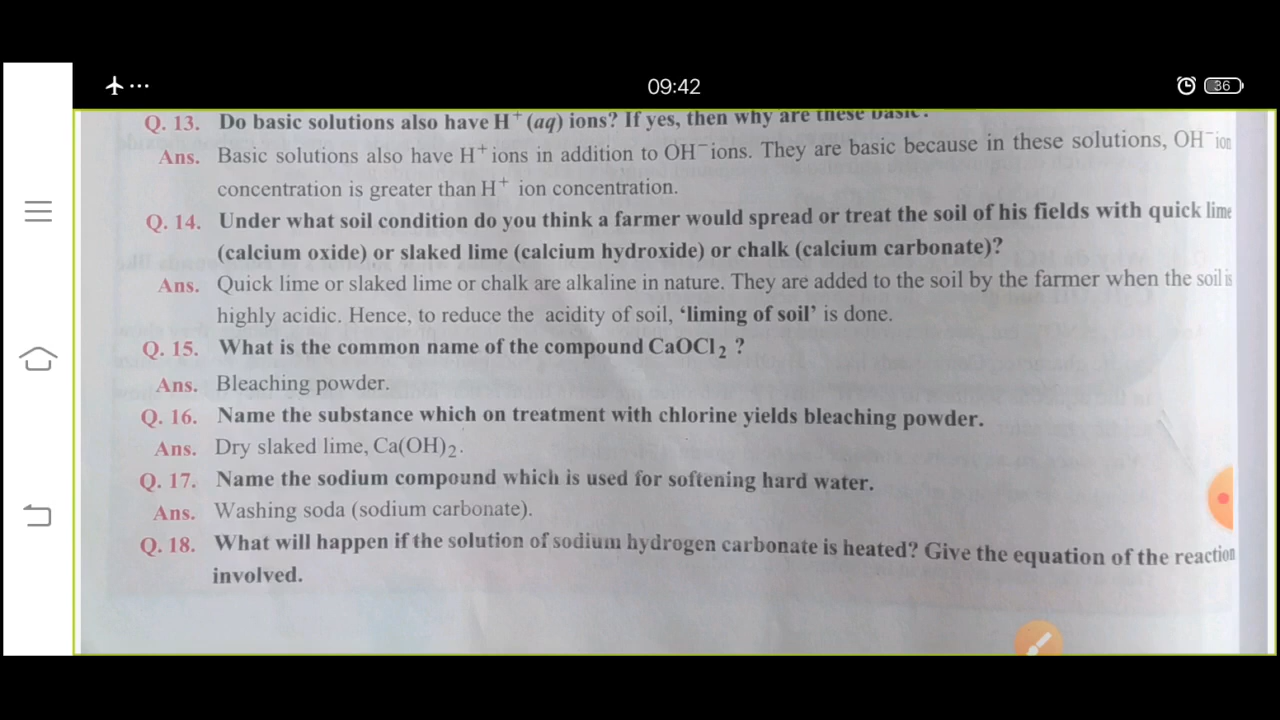 09:42
36
Q. 13. Do basic solutions also have H⁺ (aq) ions? If yes, then why are these basic?
Ans. Basic solutions also have H⁺ ions in addition to OH⁻ ions. They are basic because in these solutions, OH⁻ ion
concentration is greater than H⁺ ion concentration.
Q. 14. Under what soil condition do you think a farmer would spread or treat the soil of his fields with quick lime
(calcium oxide) or slaked lime (calcium hydroxide) or chalk (calcium carbonate)?
Ans. Quick lime or slaked lime or chalk are alkaline in nature. They are added to the soil by the farmer when the soil is
highly acidic. Hence, to reduce the acidity of soil, ‘liming of soil’ is done.
Q. 15. What is the common name of the compound CaOCl₂ ?
Ans. Bleaching powder.
Q. 16. Name the substance which on treatment with chlorine yields bleaching powder.
Ans. Dry slaked lime, Ca(OH)₂.
Q. 17. Name the sodium compound which is used for softening hard water.
Ans. Washing soda (sodium carbonate).
Q. 18. What will happen if the solution of sodium hydrogen carbonate is heated? Give the equation of the reaction
involved.